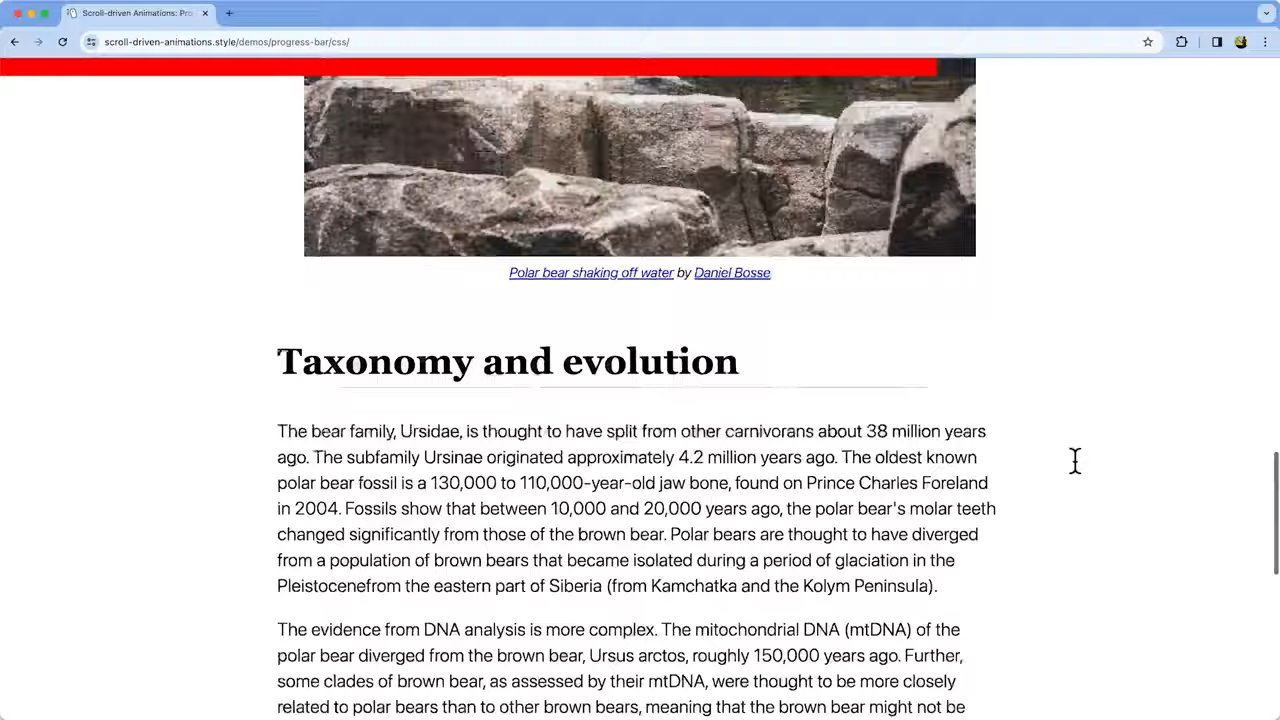 Scroll-driven Animations: Pro
scroll-driven-animations.style/demos/progress-bar/css/
Polar bear shaking off water by Daniel Bosse
Taxonomy and evolution
The bear family, Ursidae, is thought to have split from other carnivorans about 38 million years
ago. The subfamily Ursinae originated approximately 4.2 million years ago. The oldest known
polar bear fossil is a 130,000 to 110,000-year-old jaw bone, found on Prince Charles Foreland
in 2004. Fossils show that between 10,000 and 20,000 years ago, the polar bear's molar teeth
changed significantly from those of the brown bear. Polar bears are thought to have diverged
from a population of brown bears that became isolated during a period of glaciation in the
Pleistocenefrom the eastern part of Siberia (from Kamchatka and the Kolym Peninsula).
The evidence from DNA analysis is more complex. The mitochondrial DNA (mtDNA) of the
polar bear diverged from the brown bear, Ursus arctos, roughly 150,000 years ago. Further,
some clades of brown bear, as assessed by their mtDNA, were thought to be more closely
related to polar bears than to other brown bears, meaning that the brown bear might not be